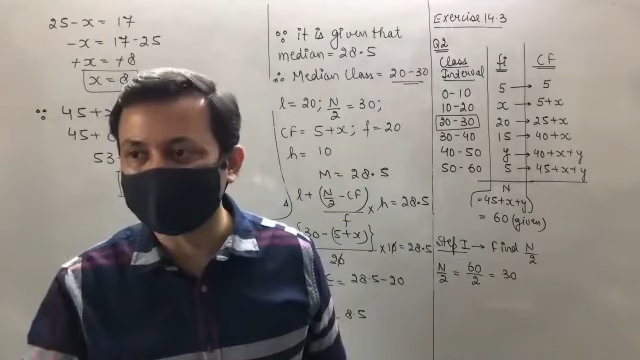 25 - x = 17
- x = 17 - 25
+ x = + 8
x = 8
∵ 45 + x
45 +
53
∵ it is given that
median = 28.5
∴ Median Class = 20-30
l = 20; N/2 = 30;
CF = 5+x; f = 20
h = 10
M = 28.5
l + (N/2 - CF)/f × h = 28.5
{30 - (5+x)}/20 × 10 = 28.5
= 28.5 - 20
= 8.5
Exercise 14.3
Q2
Class Interval fi CF
0-10 5 → 5
10-20 x → 5+x
20-30 20 → 25+x
30-40 15 → 40+x
40-50 y → 40+x+y
50-60 5 → 45+x+y
N
= 45+x+y
= 60 (given)
Step I → find N/2
N/2 = 60/2 = 30